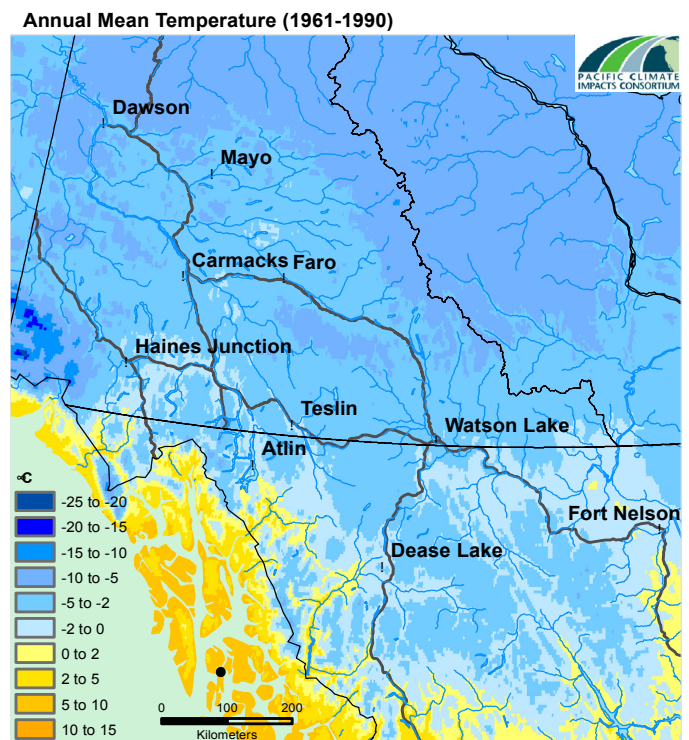 Annual Mean Temperature (1961-1990)
PACIFIC CLIMATE
IMPACTS CONSORTIUM
Dawson
Mayo
Carmacks
Faro
Haines Junction
Teslin
Watson Lake
Atlin
Fort Nelson
Dease Lake
°C
-25 to -20
-20 to -15
-15 to -10
-10 to -5
-5 to -2
-2 to 0
0 to 2
2 to 5
5 to 10
10 to 15
0 100 200
Kilometers